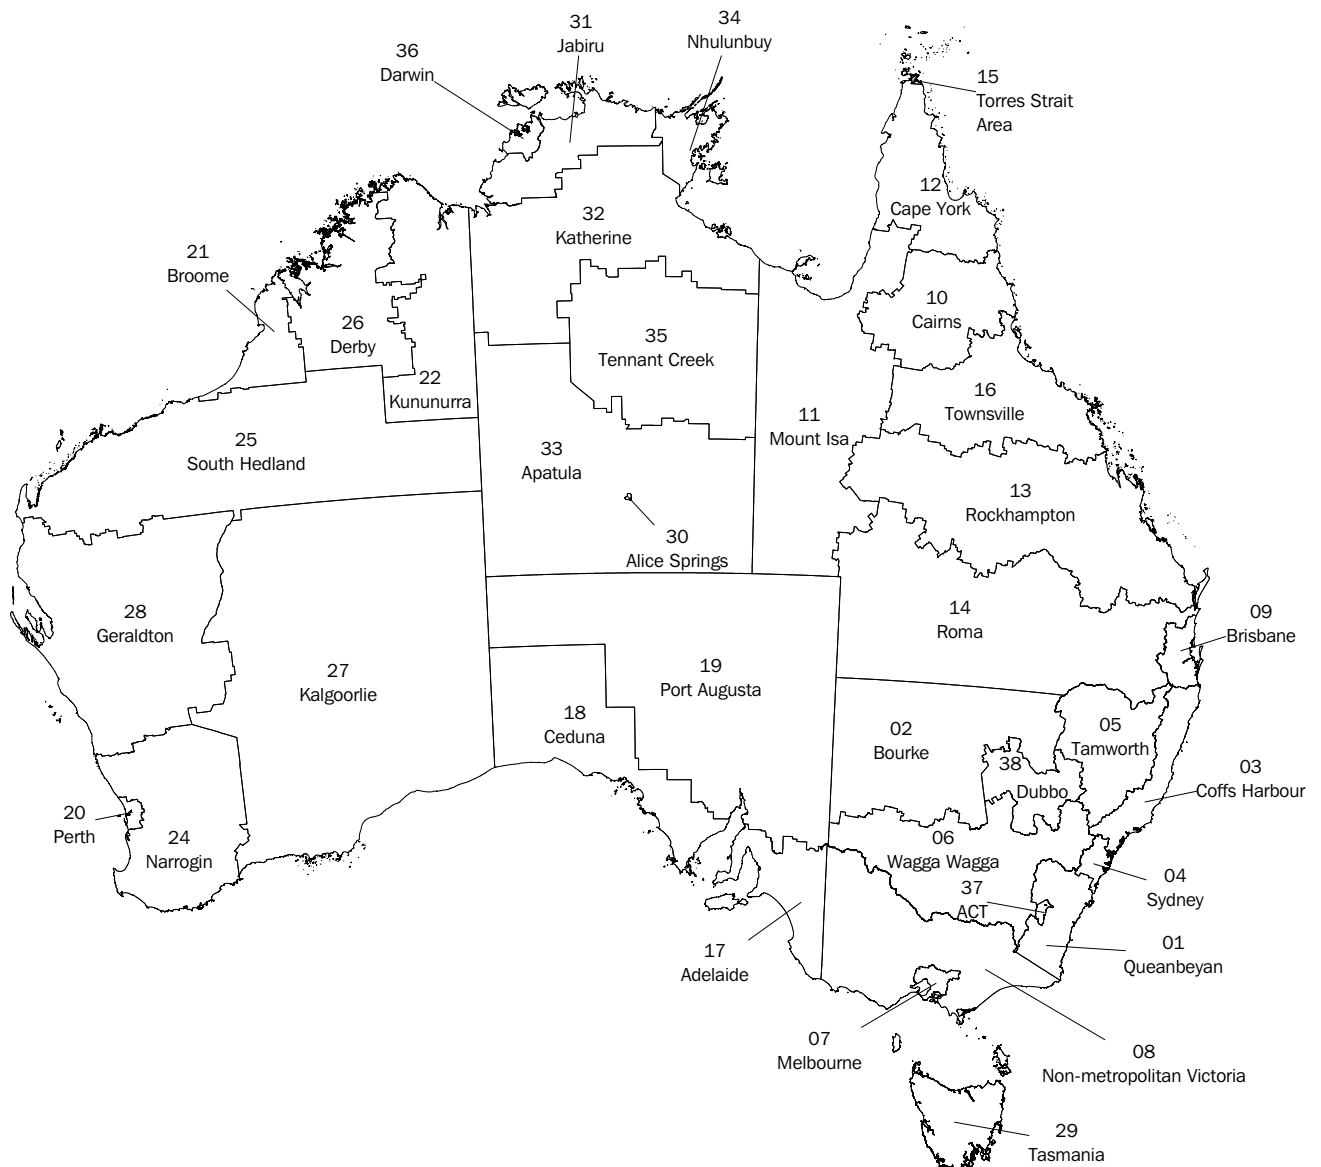 34
Nhulunbuy
31
Jabiru
36
Darwin
15
Torres Strait
Area
12
Cape York
32
Katherine
21
Broome
10
Cairns
26
Derby
35
Tennant Creek
22
Kununurra
16
Townsville
11
Mount Isa
25
South Hedland
33
Apatula
13
Rockhampton
30
Alice Springs
28
Geraldton
14
Roma
09
Brisbane
27
Kalgoorlie
19
Port Augusta
18
Ceduna
02
Bourke
05
Tamworth
38
Dubbo
03
Coffs Harbour
20
Perth
24
Narrogin
06
Wagga Wagga
04
Sydney
37
ACT
17
Adelaide
01
Queanbeyan
07
Melbourne
08
Non-metropolitan Victoria
29
Tasmania